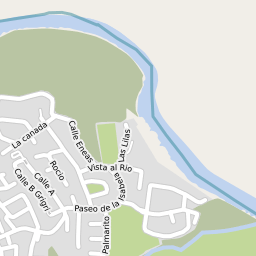 La canada
Calle Eneas
Las Lilas
Vista al Rio
Rocio
Calle A
Calle B
Grigri
Isabela
Paseo de la
Palmarito